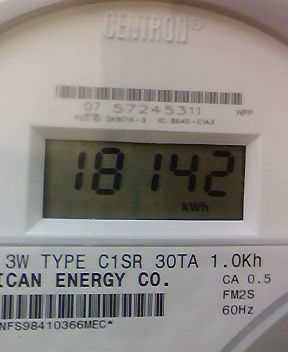 CENTRON®
07 57245311 NPP
18142
kWh
3W TYPE C1SR 30TA 1.0Kh
ICAN ENERGY CO. CA 0.5
FM2S
NFS98410366MEC* 60Hz